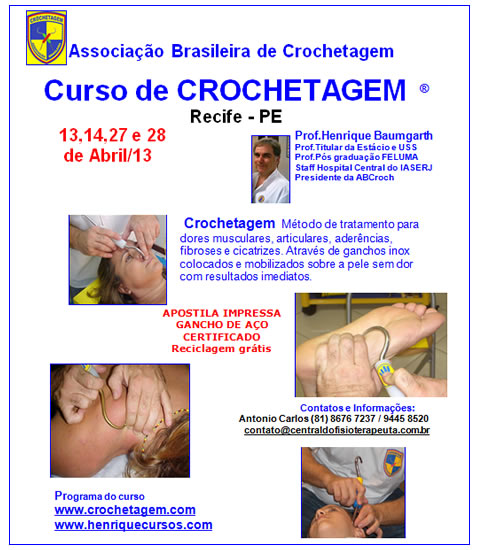 Associação Brasileira de Crochetagem
Curso de CROCHETAGEM ®
Recife - PE
13,14,27 e 28
de Abril/13
Prof.Henrique Baumgarth
Prof.Titular da Estácio e USS
Prof.Pós graduação FELUMA
Staff Hospital Central do IASERJ
Presidente da ABCroch
Crochetagem Método de tratamento para
dores musculares, articulares, aderências,
fibroses e cicatrizes. Através de ganchos inox
colocados e mobilizados sobre a pele sem dor
com resultados imediatos.
APOSTILA IMPRESSA
GANCHO DE AÇO
CERTIFICADO
Reciclagem grátis
Contatos e Informações:
Antonio Carlos (81) 8676 7237 / 9445 8520
contato@centraldofisioterapeuta.com.br
Programa do curso
www.crochetagem.com
www.henriquecursos.com